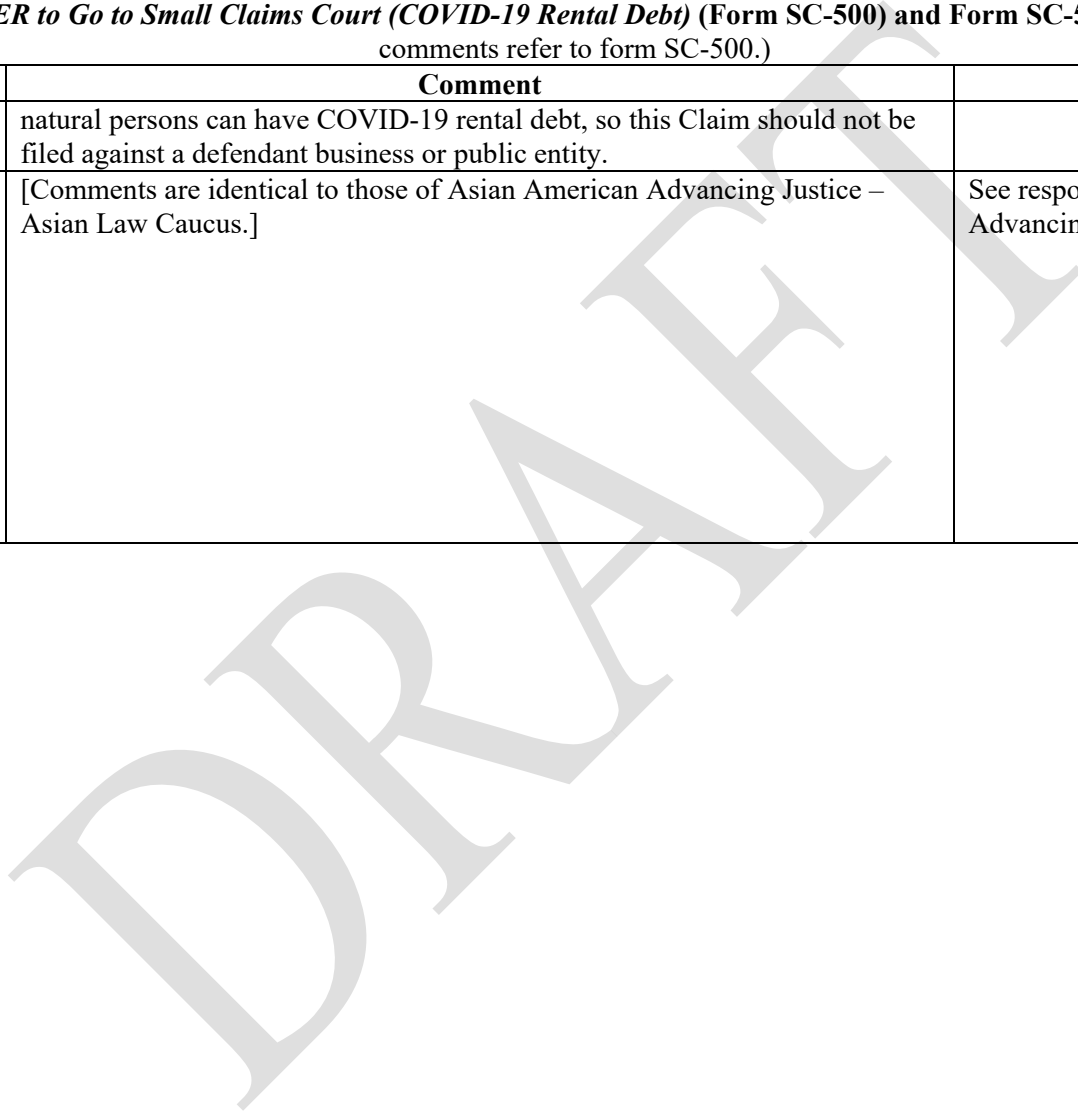 ER to Go to Small Claims Court (COVID-19 Rental Debt) (Form SC-500) and Form SC-5
comments refer to form SC-500.)
Comment
natural persons can have COVID-19 rental debt, so this Claim should not be
filed against a defendant business or public entity.
[Comments are identical to those of Asian American Advancing Justice –
Asian Law Caucus.]
See respo
Advancin
DRAFT